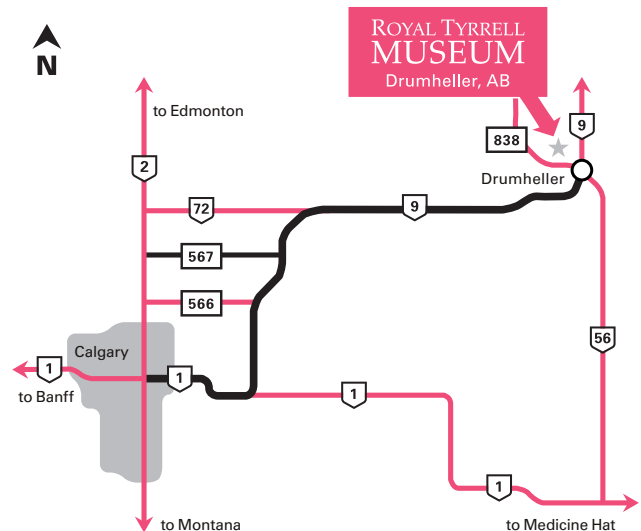 ROYAL TYRRELL
MUSEUM
Drumheller, AB
N
to Edmonton
9
838
2
Drumheller
72
9
567
566
56
Calgary
1
1
1
to Banff
1
to Montana
to Medicine Hat